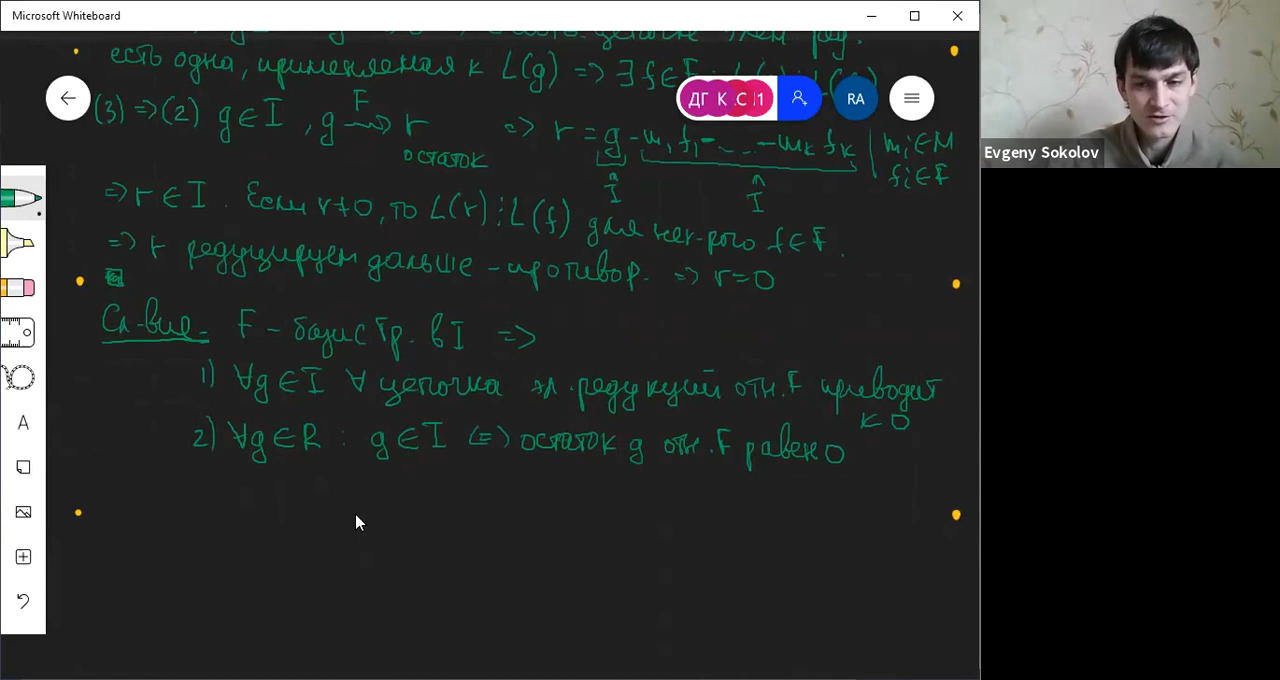 Microsoft Whiteboard
есть одна, применяемая к L(g) => ∃ f∈F
ДГ К С И1
RA
Evgeny Sokolov
(3) => (2) g∈I, g F⇝ r => r = g - m₁f₁ - ... - mₖfₖ | mᵢ∈M
остаток I I fᵢ∈F
=> r∈I. Если r≠0, то L(r)⋮L(f) для нек-рого f∈F.
=> r редуцируем дальше - противор. => r=0
Сл-вие. F - базис Гр. в I =>
1) ∀g∈I ∀ цепочка эл. редукций отн. F приводит
к 0
2) ∀g∈R : g∈I <=> остаток g отн. F равен 0
A